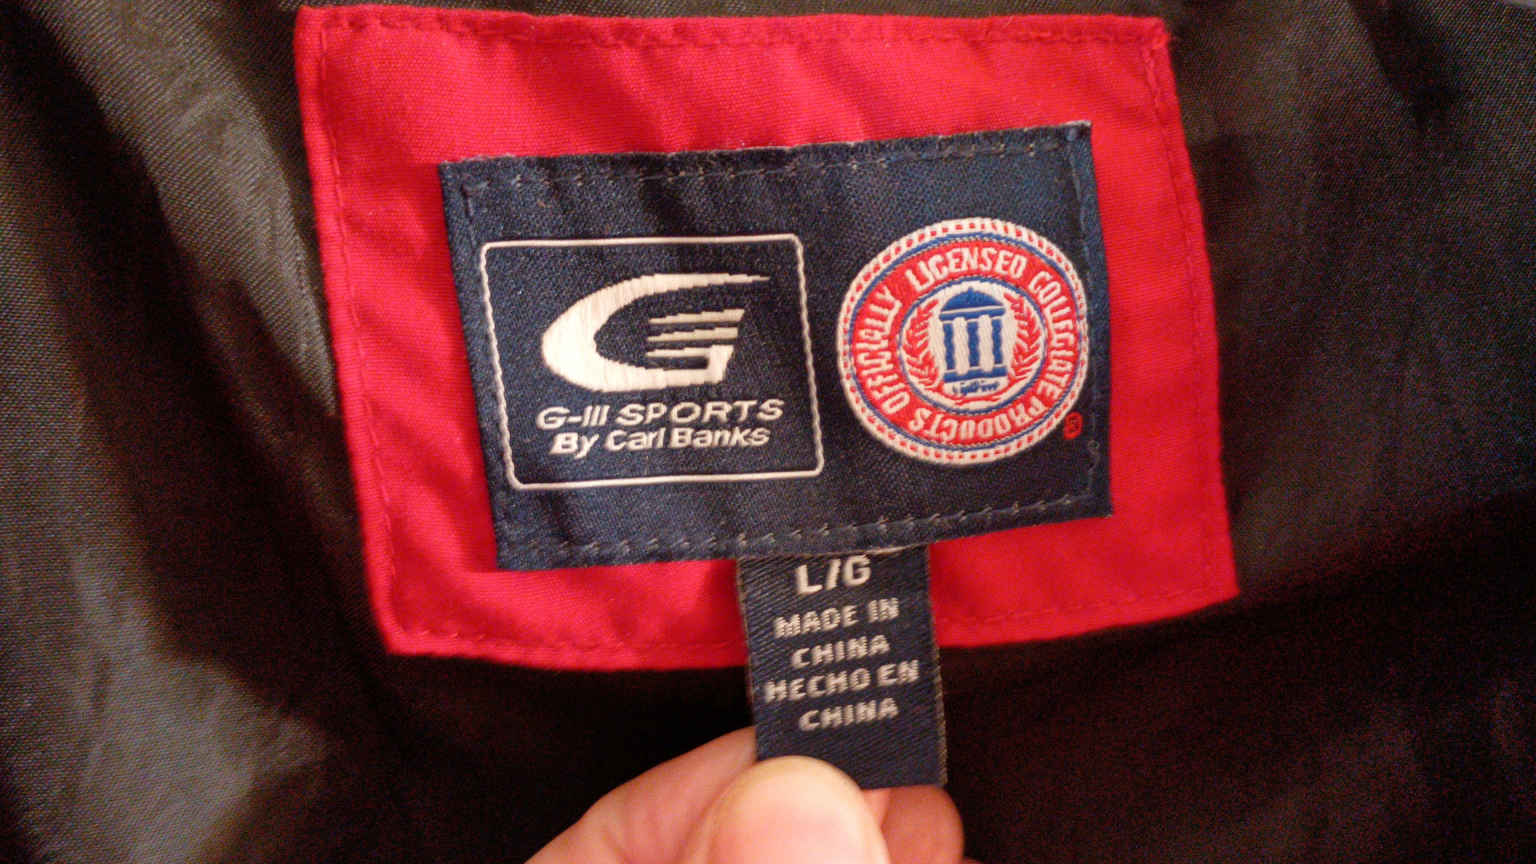 G-III SPORTS
By Carl Banks
OFFICIALLY LICENSED COLLEGIATE PRODUCTS
L/G
MADE IN
CHINA
HECHO EN
CHINA